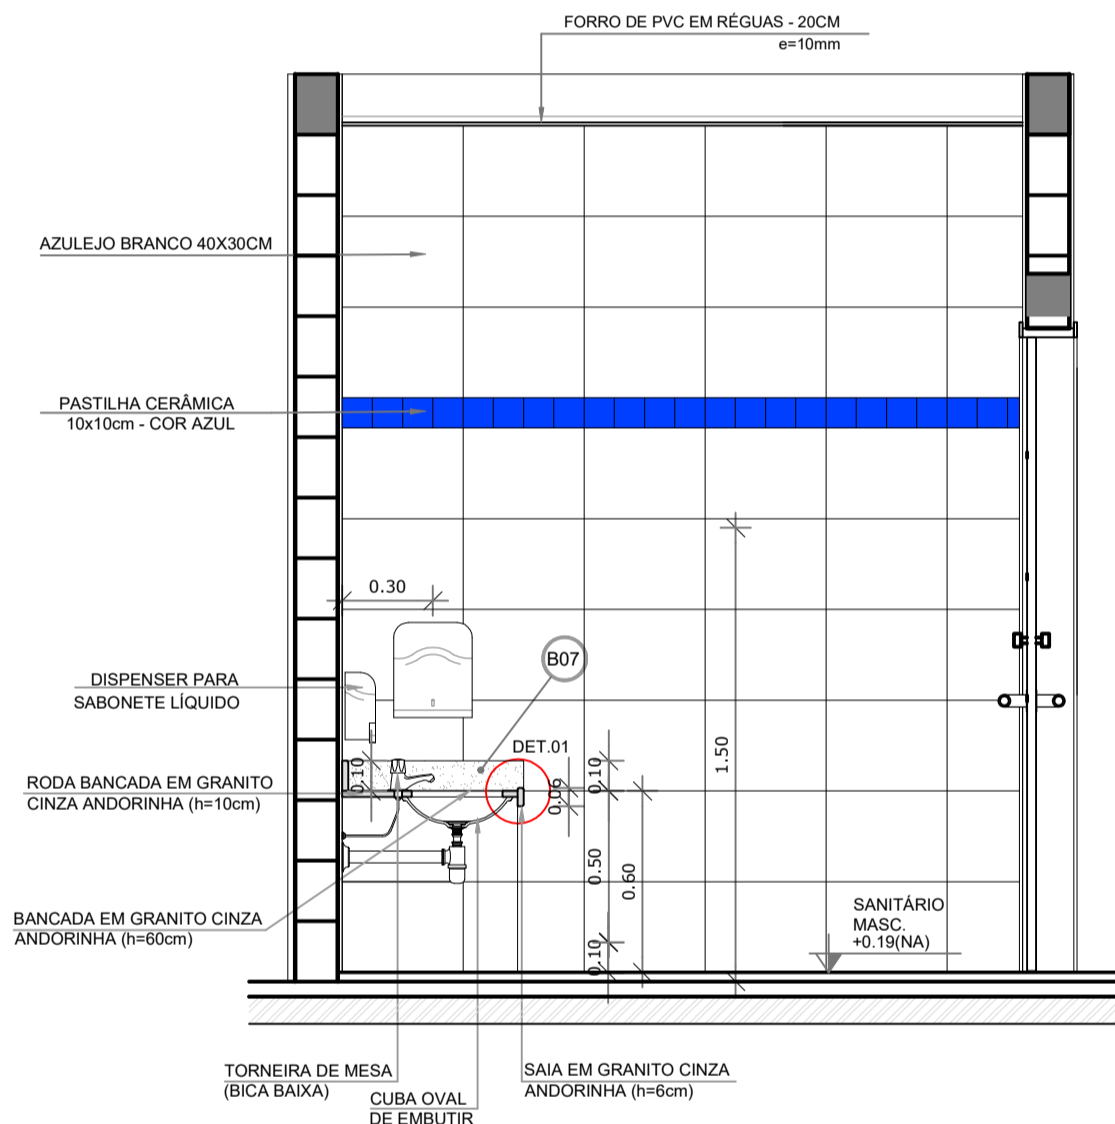 FORRO DE PVC EM RÉGUAS - 20CM
e=10mm
AZULEJO BRANCO 40X30CM
PASTILHA CERÂMICA
10x10cm - COR AZUL
0.30
B07
DISPENSER PARA
SABONETE LÍQUIDO
DET.01
1.50
0.10
0.10
0.06
RODA BANCADA EM GRANITO
CINZA ANDORINHA (h=10cm)
0.50
0.60
BANCADA EM GRANITO CINZA
ANDORINHA (h=60cm)
SANITÁRIO
MASC.
+0.19(NA)
0.10
TORNEIRA DE MESA
(BICA BAIXA)
CUBA OVAL
DE EMBUTIR
SAIA EM GRANITO CINZA
ANDORINHA (h=6cm)